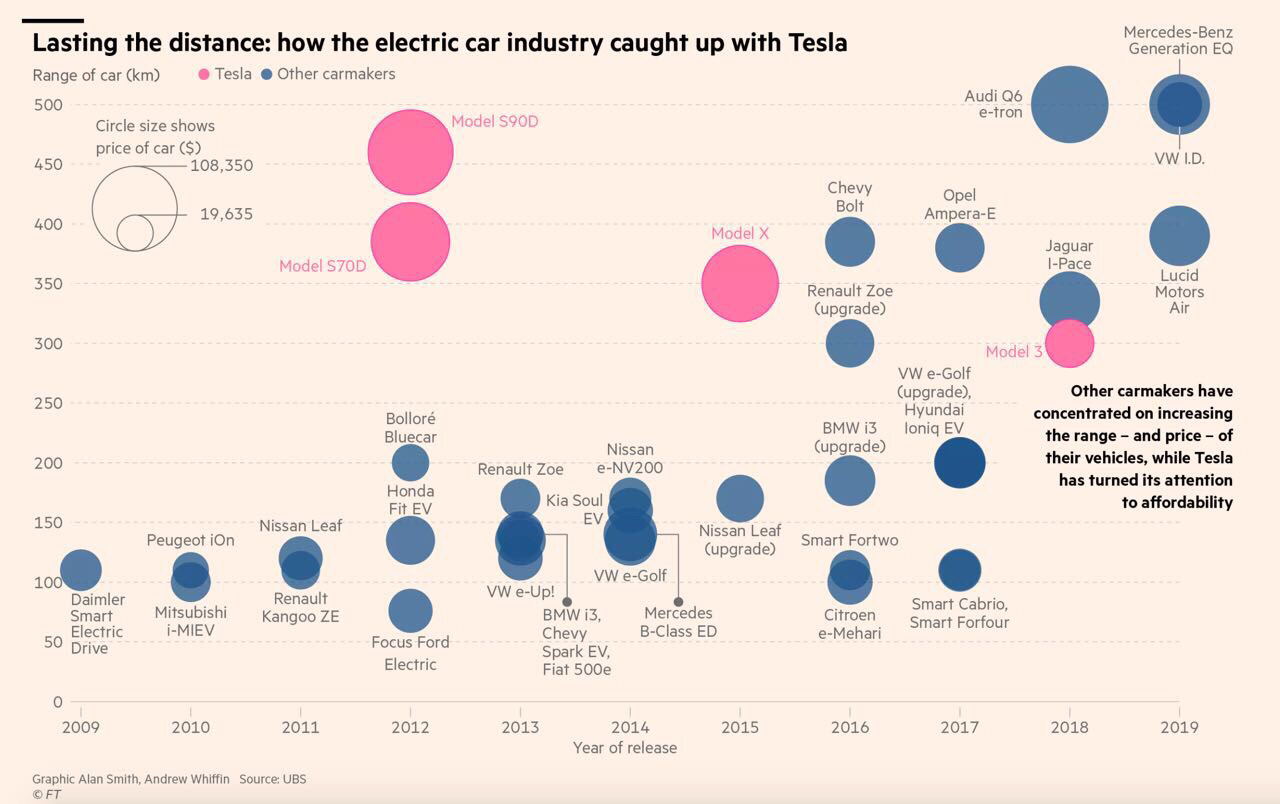 Lasting the distance: how the electric car industry caught up with Tesla
Range of car (km)
Tesla
Other carmakers
Circle size shows
price of car ($)
108,350
19,635
500
450
400
350
300
250
200
150
100
50
0
Daimler
Smart
Electric
Drive
Peugeot iOn
Mitsubishi
i-MIEV
Nissan Leaf
Renault
Kangoo ZE
Model S90D
Model S70D
Bolloré
Bluecar
Honda
Fit EV
Focus Ford
Electric
Renault Zoe
VW e-Up!
BMW i3,
Chevy
Spark EV,
Fiat 500e
Nissan
e-NV200
Kia Soul
EV
VW e-Golf
Mercedes
B-Class ED
Model X
Nissan Leaf
(upgrade)
Chevy
Bolt
Renault Zoe
(upgrade)
BMW i3
(upgrade)
Smart Fortwo
Citroen
e-Mehari
Opel
Ampera-E
VW e-Golf
(upgrade),
Hyundai
Ioniq EV
Smart Cabrio,
Smart Forfour
Audi Q6
e-tron
Jaguar
I-Pace
Model 3
Mercedes-Benz
Generation EQ
VW I.D.
Lucid
Motors
Air
Other carmakers have
concentrated on increasing
the range – and price – of
their vehicles, while Tesla
has turned its attention
to affordability
2009
2010
2011
2012
2013
2014
2015
2016
2017
2018
2019
Year of release
Graphic Alan Smith, Andrew Whiffin Source: UBS
© FT